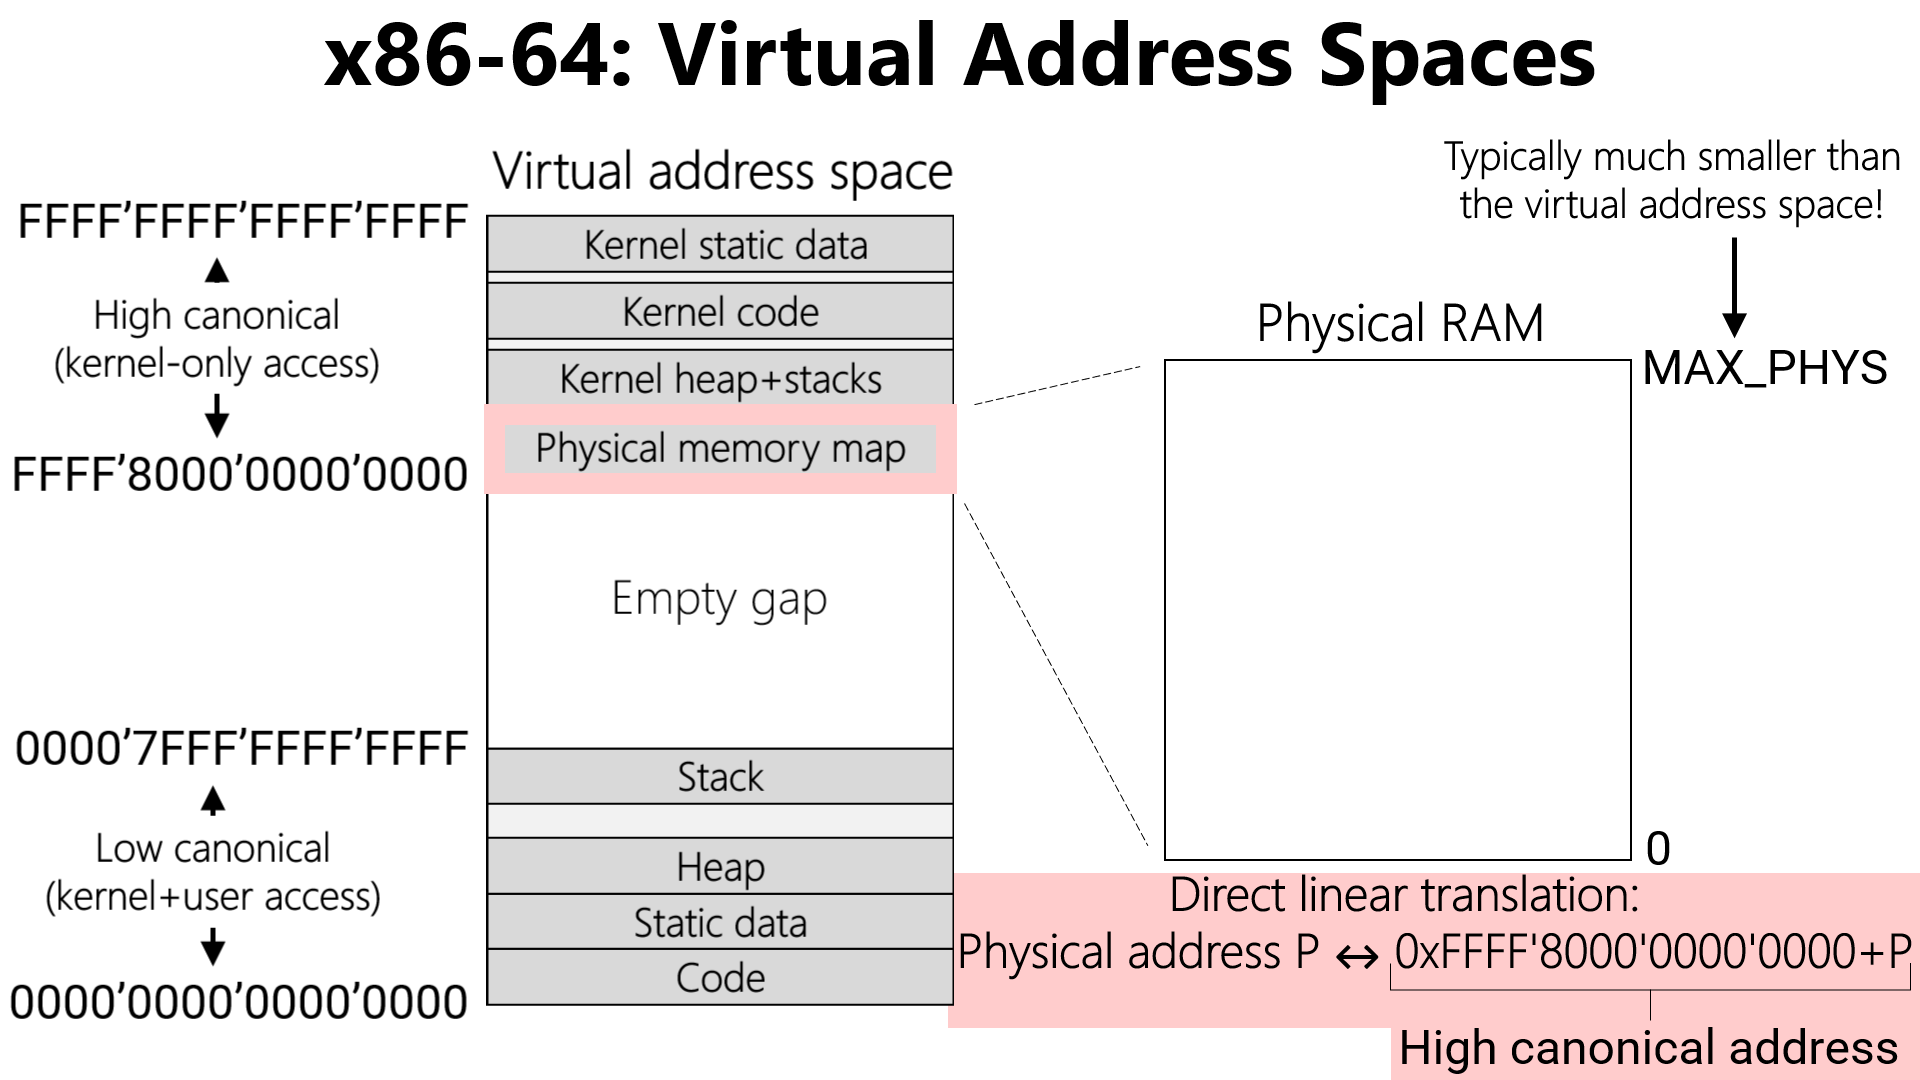 x86-64: Virtual Address Spaces
Virtual address space
FFFF’FFFF’FFFF’FFFF
High canonical
(kernel-only access)
FFFF’8000’0000’0000
0000’7FFF’FFFF’FFFF
Low canonical
(kernel+user access)
0000’0000’0000’0000
Kernel static data
Kernel code
Kernel heap+stacks
Physical memory map
Empty gap
Stack
Heap
Static data
Code
Typically much smaller than
the virtual address space!
Physical RAM
MAX_PHYS
0
Direct linear translation:
Physical address P ↔ 0xFFFF'8000'0000'0000+P
High canonical address